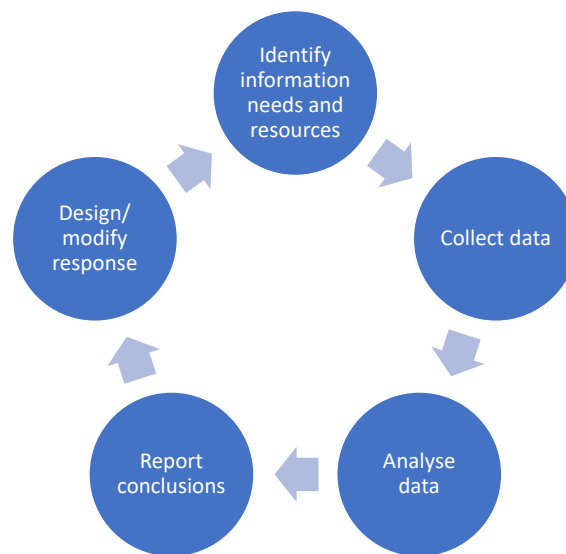 Identify
information
needs and
resources
Collect data
Analyse
data
Report
conclusions
Design/
modify
response